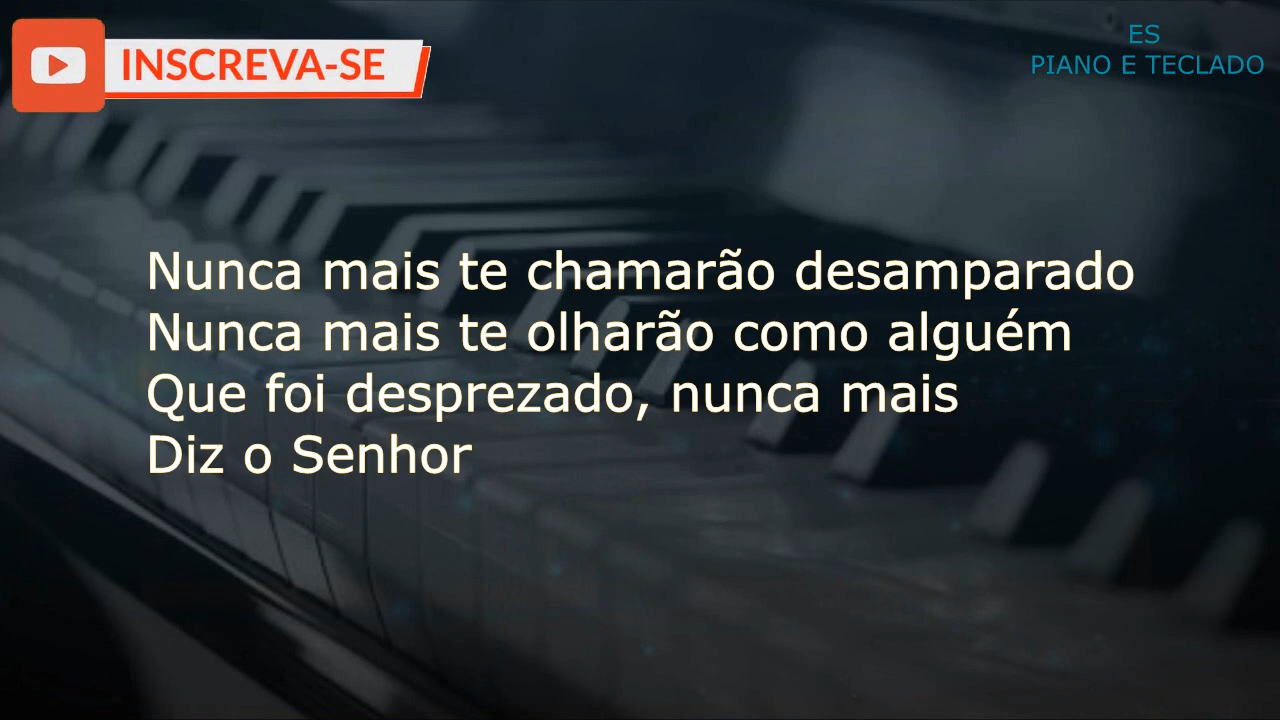 INSCREVA-SE
ES
PIANO E TECLADO
Nunca mais te chamarão desamparado
Nunca mais te olharão como alguém
Que foi desprezado, nunca mais
Diz o Senhor